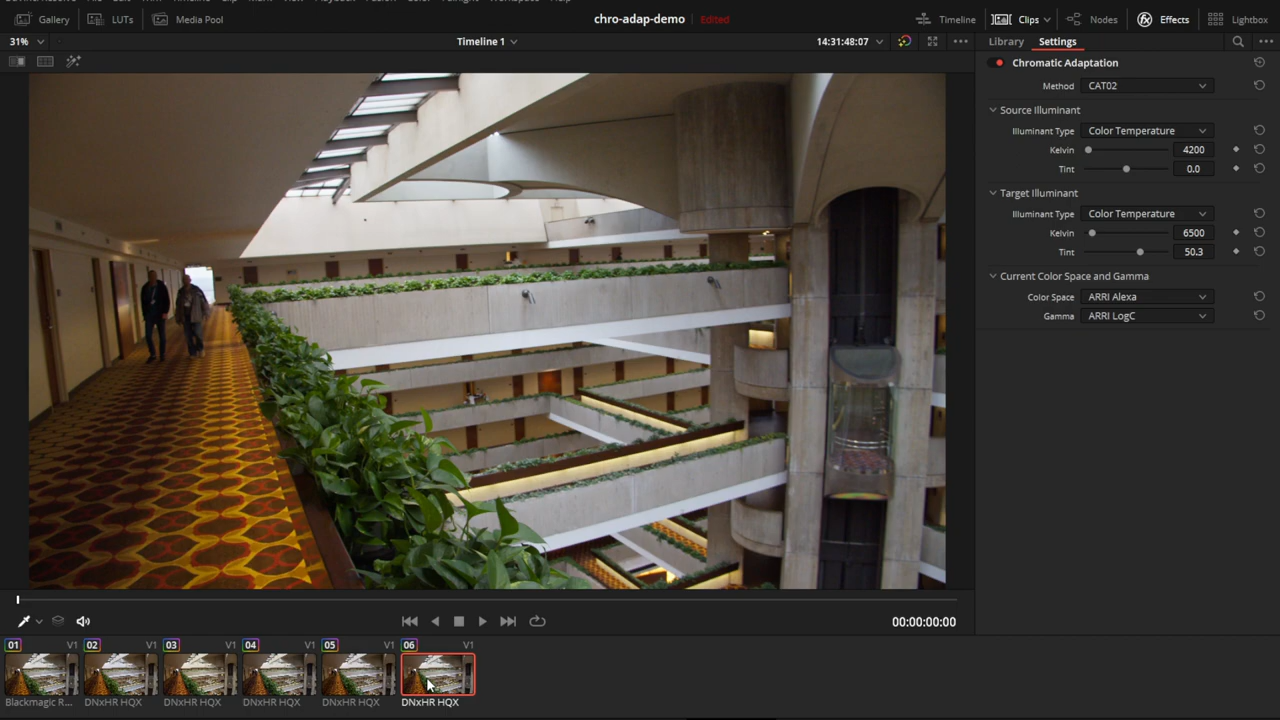 Gallery LUTs Media Pool chro-adap-demo Edited Timeline Clips Nodes Effects Lightbox
31% Timeline 1 14:31:48:07 Library Settings
Chromatic Adaptation
Method CAT02
Source Illuminant
Illuminant Type Color Temperature
Kelvin 4200
Tint 0.0
Target Illuminant
Illuminant Type Color Temperature
Kelvin 6500
Tint 50.3
Current Color Space and Gamma
Color Space ARRI Alexa
Gamma ARRI LogC
00:00:00:00
01 V1 02 V1 03 V1 04 V1 05 V1 06 V1
Blackmagic R... DNxHR HQX DNxHR HQX DNxHR HQX DNxHR HQX DNxHR HQX